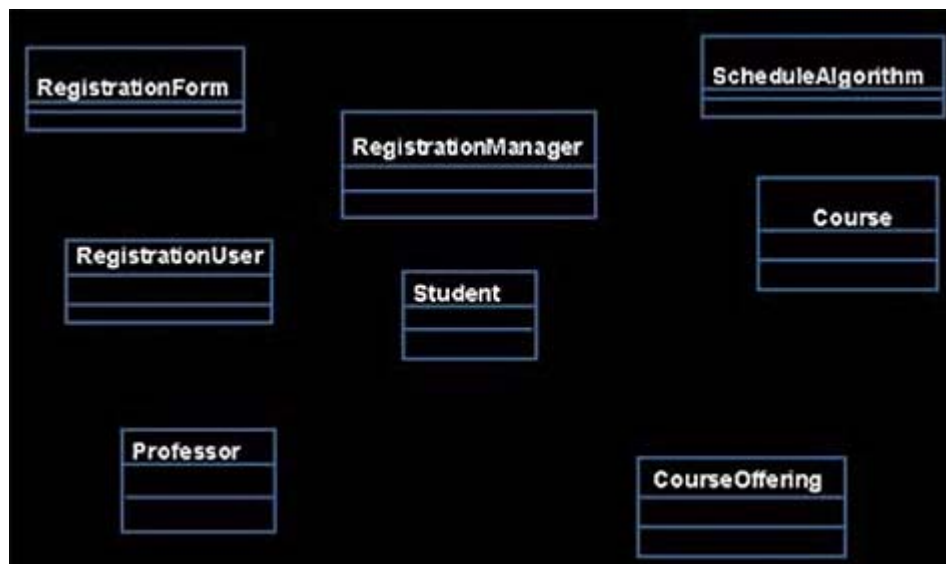 RegistrationForm
ScheduleAlgorithm
RegistrationManager
Course
RegistrationUser
Student
Professor
CourseOffering